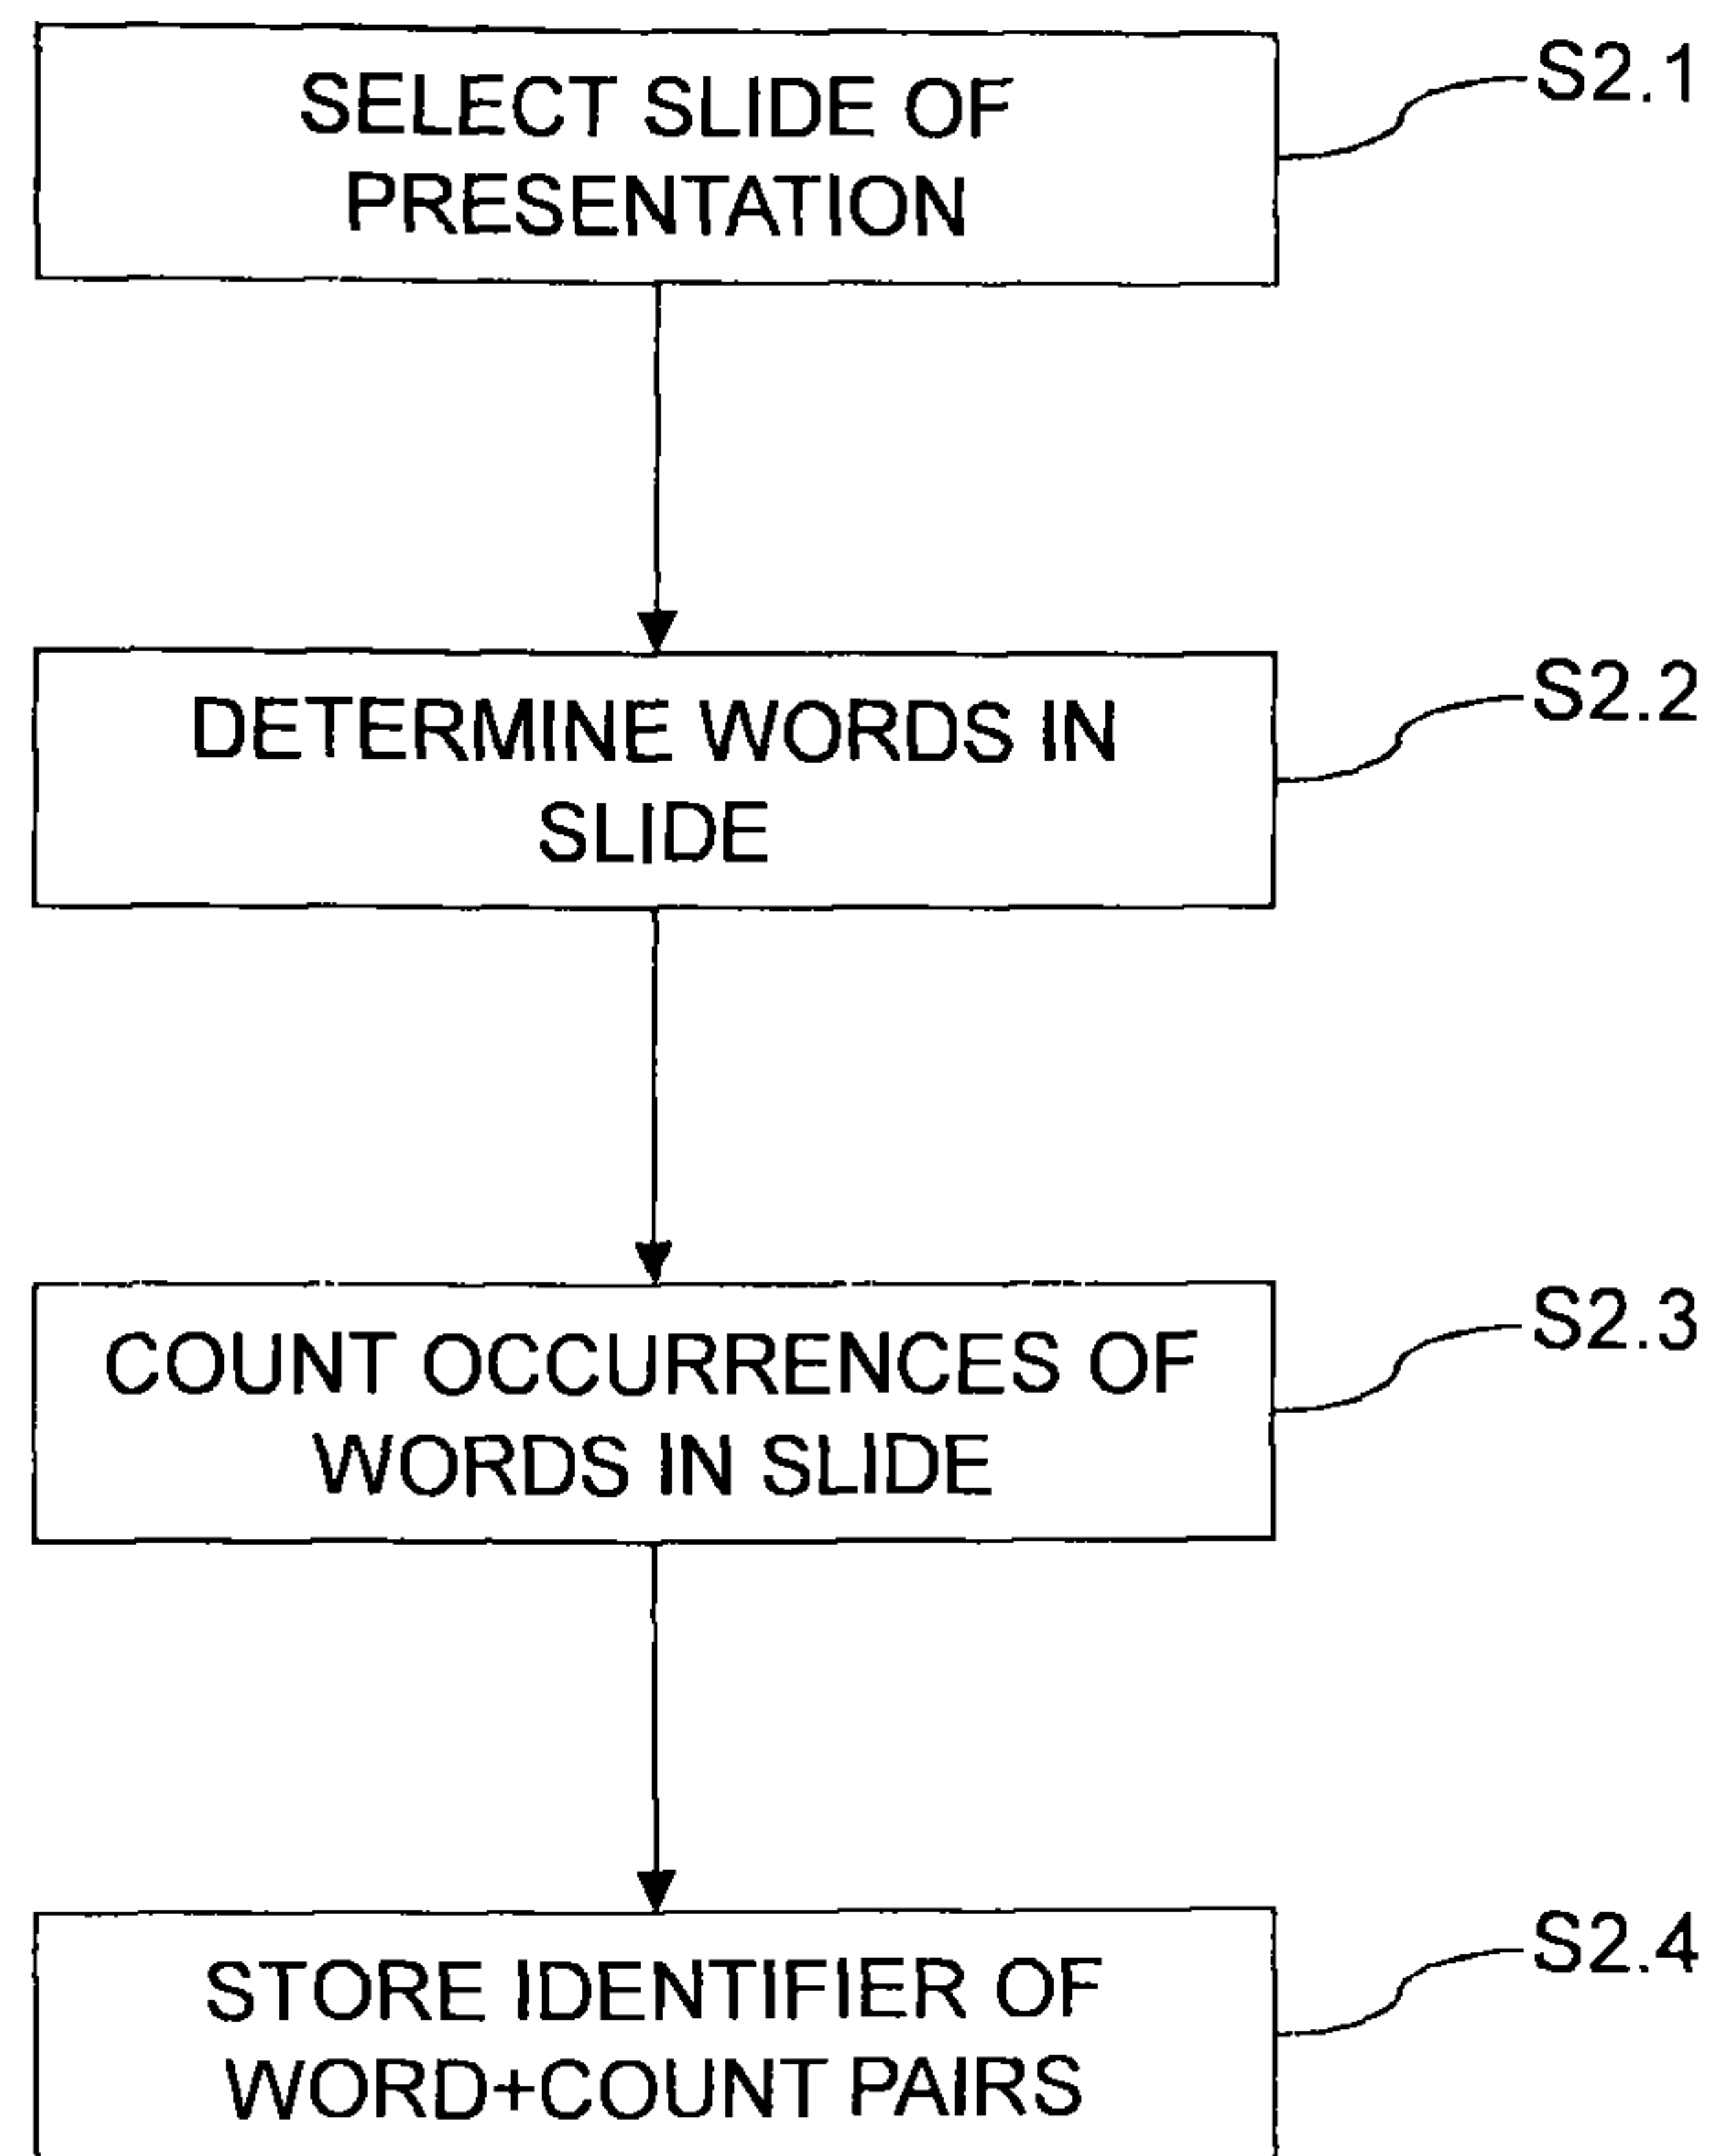 SELECT SLIDE OF
PRESENTATION
S2.1
DETERMINE WORDS IN
SLIDE
S2.2
COUNT OCCURRENCES OF
WORDS IN SLIDE
S2.3
STORE IDENTIFIER OF
WORD+COUNT PAIRS
S2.4